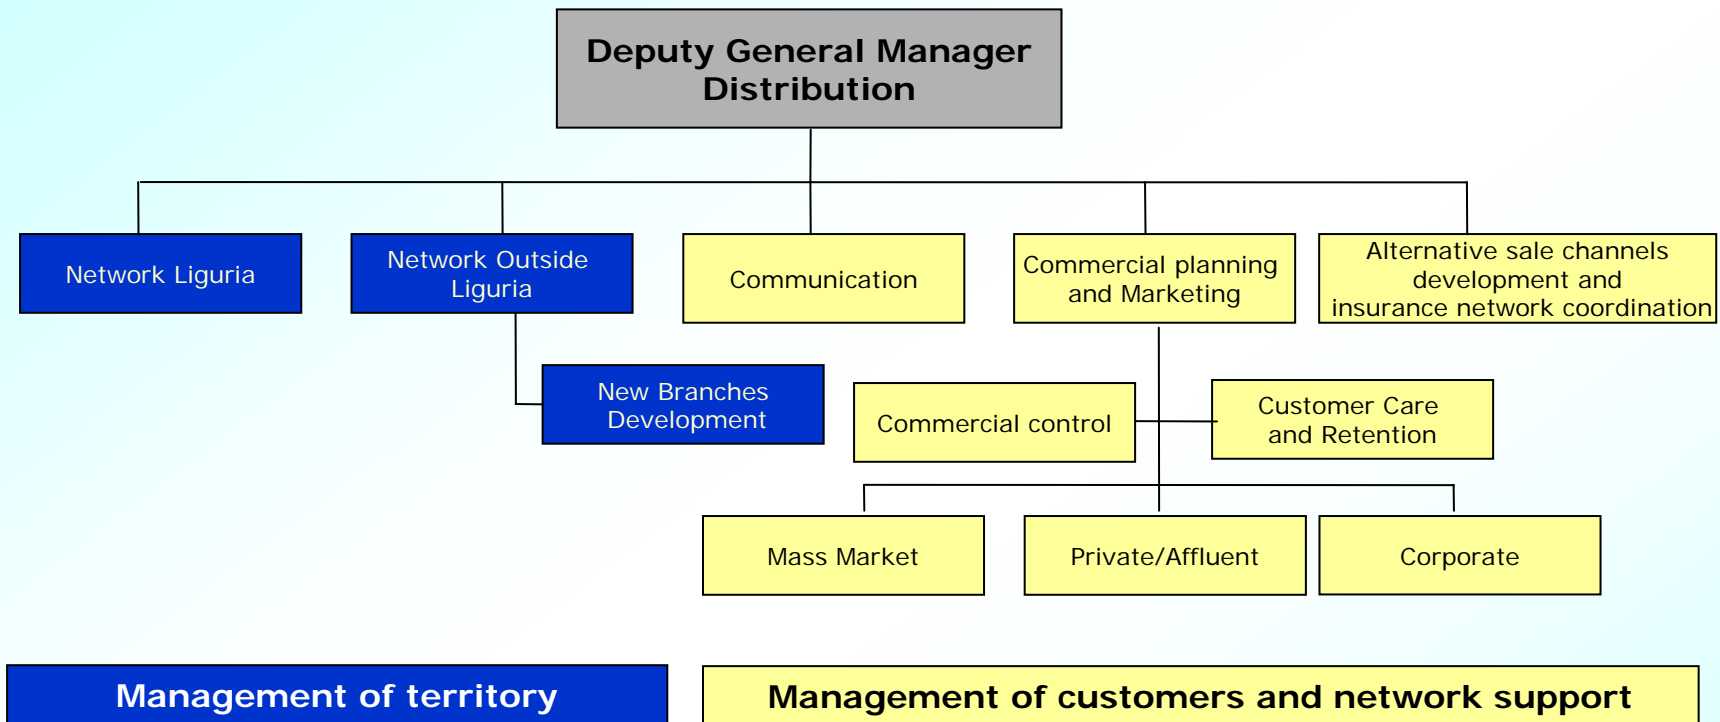 Deputy General Manager
Distribution
Network Liguria
Network Outside
Liguria
Communication
Commercial planning
and Marketing
Alternative sale channels
development and
insurance network coordination
New Branches
Development
Commercial control
Customer Care
and Retention
Mass Market
Private/Affluent
Corporate
Management of territory
Management of customers and network support